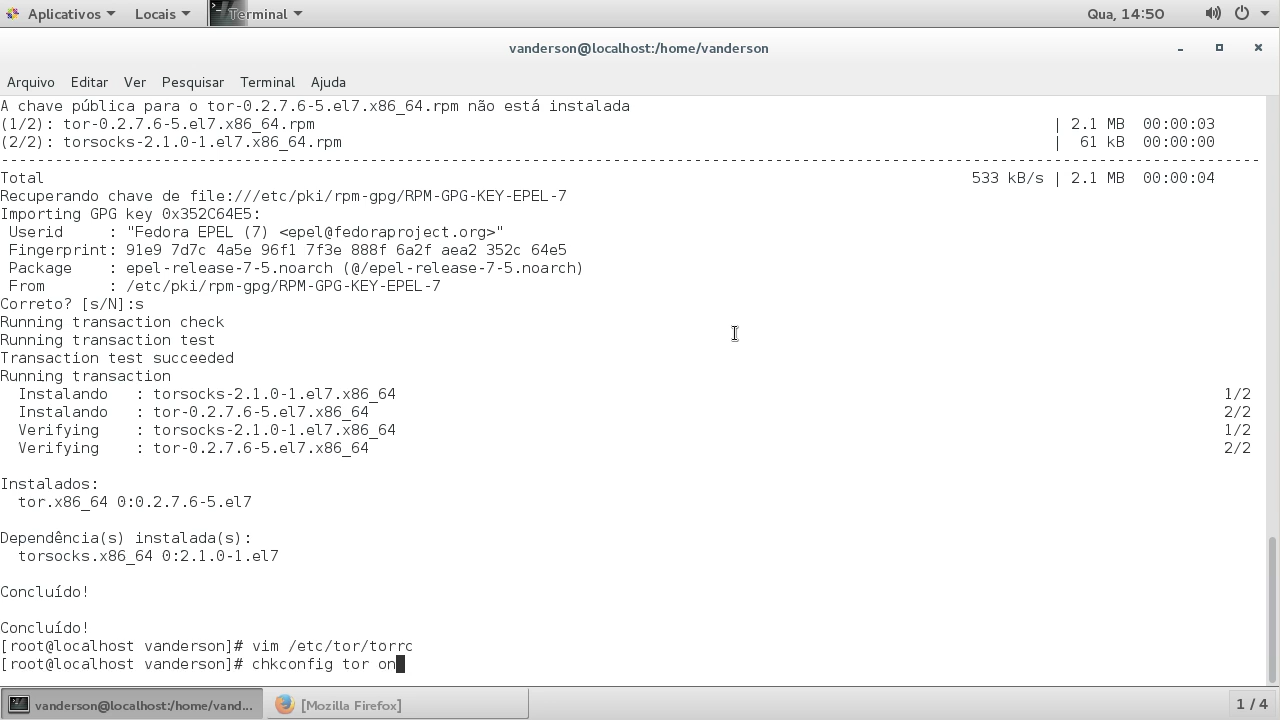 Aplicativos Locais Terminal Qua, 14:50
vanderson@localhost:/home/vanderson
Arquivo Editar Ver Pesquisar Terminal Ajuda
A chave pública para o tor-0.2.7.6-5.el7.x86_64.rpm não está instalada
(1/2): tor-0.2.7.6-5.el7.x86_64.rpm | 2.1 MB 00:00:03
(2/2): torsocks-2.1.0-1.el7.x86_64.rpm | 61 kB 00:00:00
--------------------------------------------------------------------------------------------------------------------------------------------
Total 533 kB/s | 2.1 MB 00:00:04
Recuperando chave de file:///etc/pki/rpm-gpg/RPM-GPG-KEY-EPEL-7
Importing GPG key 0x352C64E5:
Userid : "Fedora EPEL (7) <epel@fedoraproject.org>"
Fingerprint: 91e9 7d7c 4a5e 96f1 7f3e 888f 6a2f aea2 352c 64e5
Package : epel-release-7-5.noarch (@/epel-release-7-5.noarch)
From : /etc/pki/rpm-gpg/RPM-GPG-KEY-EPEL-7
Correto? [s/N]:s
Running transaction check
Running transaction test
Transaction test succeeded
Running transaction
Instalando : torsocks-2.1.0-1.el7.x86_64 1/2
Instalando : tor-0.2.7.6-5.el7.x86_64 2/2
Verifying : torsocks-2.1.0-1.el7.x86_64 1/2
Verifying : tor-0.2.7.6-5.el7.x86_64 2/2
Instalados:
tor.x86_64 0:0.2.7.6-5.el7
Dependência(s) instalada(s):
torsocks.x86_64 0:2.1.0-1.el7
Concluído!
Concluído!
[root@localhost vanderson]# vim /etc/tor/torrc
[root@localhost vanderson]# chkconfig tor on
vanderson@localhost:/home/vand... [Mozilla Firefox] 1 / 4